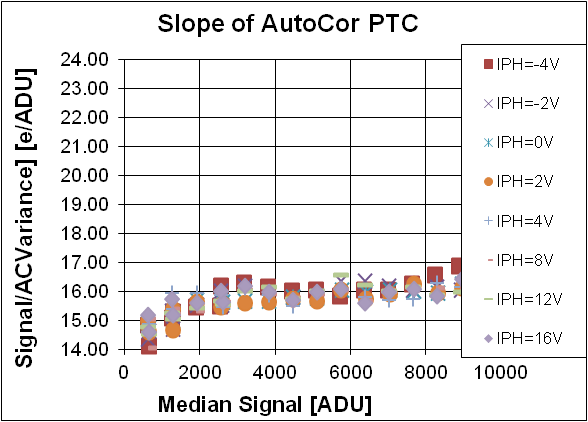 Slope of AutoCor PTC
Signal/ACVariance] [e/ADU]
24.00
23.00
22.00
21.00
20.00
19.00
18.00
17.00
16.00
15.00
14.00
0
2000
4000
6000
8000
10000
Median Signal [ADU]
IPH=-4V
IPH=-2V
IPH=0V
IPH=2V
IPH=4V
IPH=8V
IPH=12V
IPH=16V